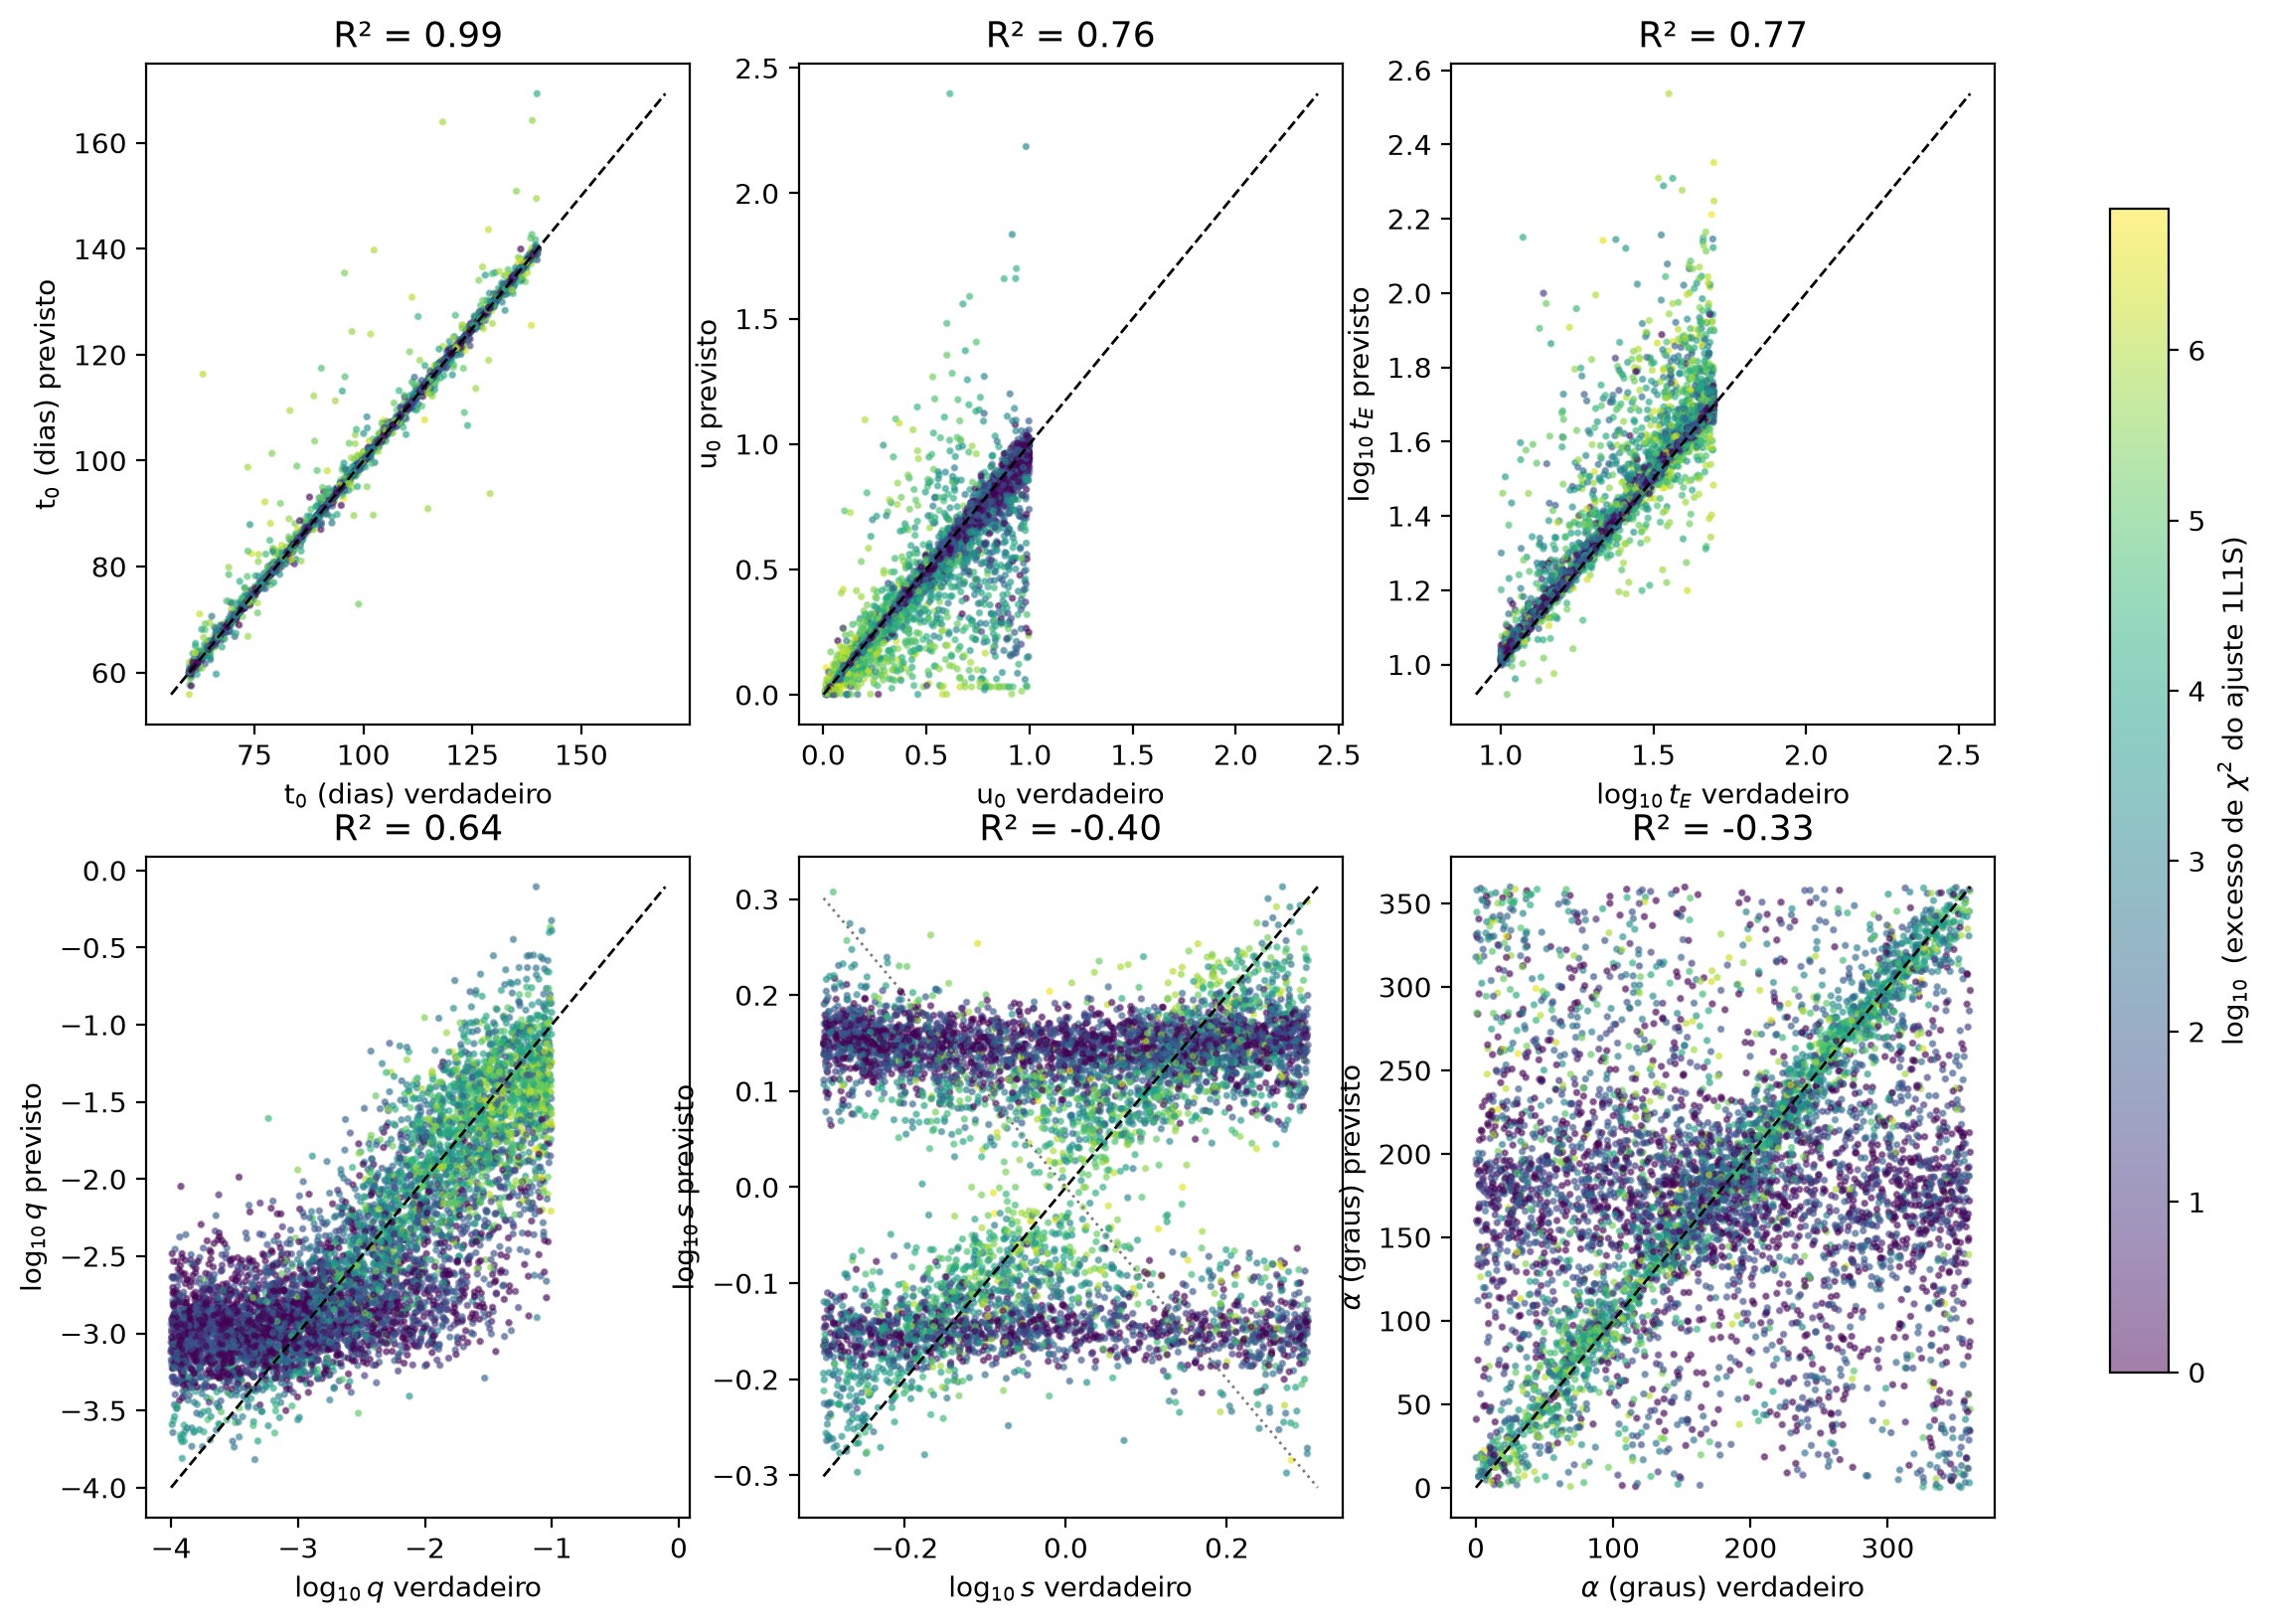 R² = 0.99
160
140
120
100
80
60
t₀ (dias) previsto
75 100 125 150
t₀ (dias) verdadeiro
R² = 0.76
2.5
2.0
1.5
1.0
0.5
0.0
u₀ previsto
0.0 0.5 1.0 1.5 2.0 2.5
u₀ verdadeiro
R² = 0.77
2.6
2.4
2.2
2.0
1.8
1.6
1.4
1.2
1.0
log₁₀ t_E previsto
1.0 1.5 2.0 2.5
log₁₀ t_E verdadeiro
R² = 0.64
0.0
−0.5
−1.0
−1.5
−2.0
−2.5
−3.0
−3.5
−4.0
log₁₀ q previsto
−4 −3 −2 −1 0
log₁₀ q verdadeiro
R² = -0.40
0.3
0.2
0.1
0.0
−0.1
−0.2
−0.3
log₁₀ s previsto
−0.2 0.0 0.2
log₁₀ s verdadeiro
R² = -0.33
350
300
250
200
150
100
50
0
α (graus) previsto
0 100 200 300
α (graus) verdadeiro
6
5
4
3
2
1
0
log₁₀ (excesso de χ² do ajuste 1L1S)